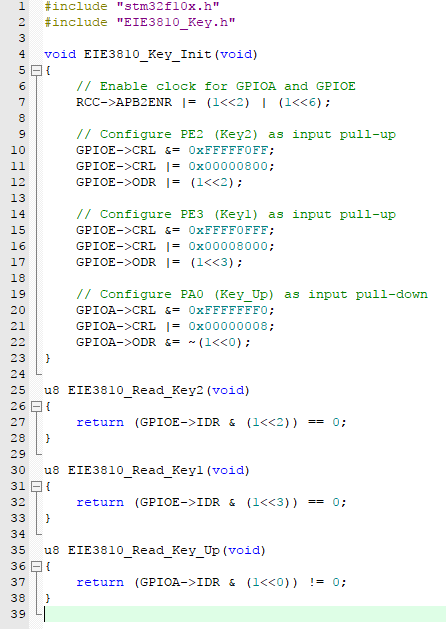 1 #include "stm32f10x.h"
2 #include "EIE3810_Key.h"
3
4 void EIE3810_Key_Init(void)
5 {
6 // Enable clock for GPIOA and GPIOE
7 RCC->APB2ENR |= (1<<2) | (1<<6);
8
9 // Configure PE2 (Key2) as input pull-up
10 GPIOE->CRL &= 0xFFFFF0FF;
11 GPIOE->CRL |= 0x00000800;
12 GPIOE->ODR |= (1<<2);
13
14 // Configure PE3 (Key1) as input pull-up
15 GPIOE->CRL &= 0xFFFF0FFF;
16 GPIOE->CRL |= 0x00008000;
17 GPIOE->ODR |= (1<<3);
18
19 // Configure PA0 (Key_Up) as input pull-down
20 GPIOA->CRL &= 0xFFFFFFF0;
21 GPIOA->CRL |= 0x00000008;
22 GPIOA->ODR &= ~(1<<0);
23 }
24
25 u8 EIE3810_Read_Key2(void)
26 {
27 return (GPIOE->IDR & (1<<2)) == 0;
28 }
29
30 u8 EIE3810_Read_Key1(void)
31 {
32 return (GPIOE->IDR & (1<<3)) == 0;
33 }
34
35 u8 EIE3810_Read_Key_Up(void)
36 {
37 return (GPIOA->IDR & (1<<0)) != 0;
38 }
39